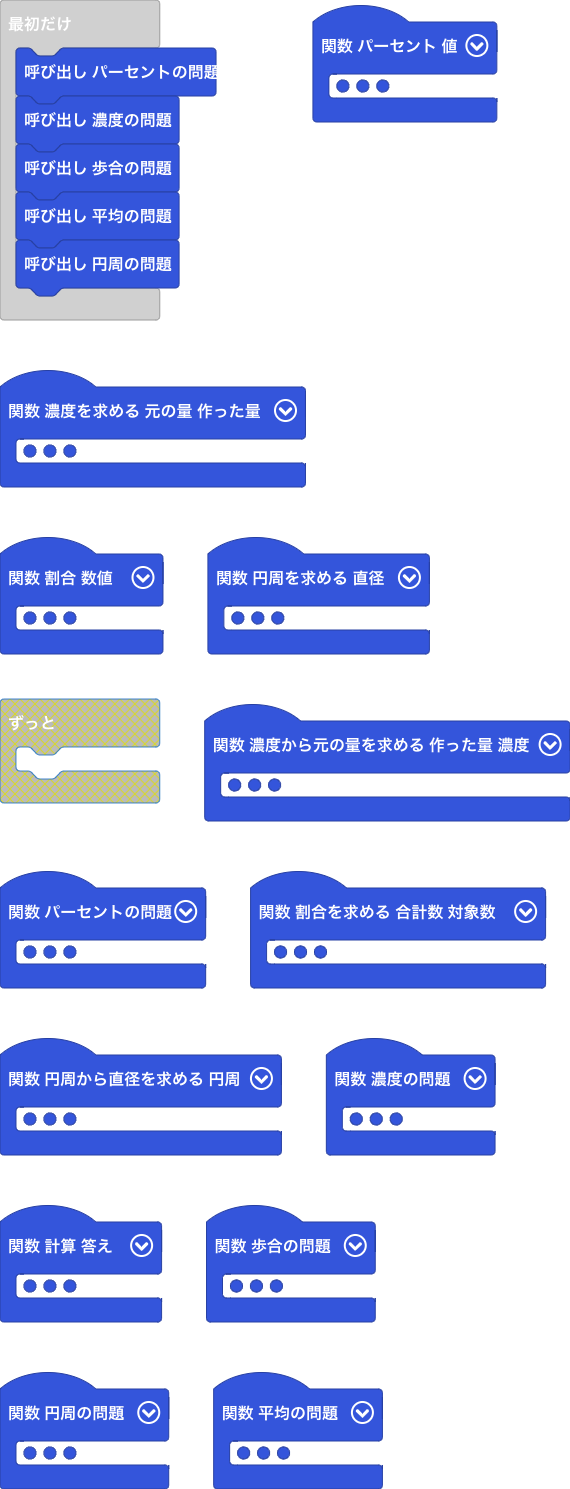 最初だけ
呼び出し パーセントの問題
呼び出し 濃度の問題
呼び出し 歩合の問題
呼び出し 平均の問題
呼び出し 円周の問題
関数 パーセント 値
関数 濃度を求める 元の量 作った量
関数 割合 数値
関数 円周を求める 直径
ずっと
関数 濃度から元の量を求める 作った量 濃度
関数 パーセントの問題
関数 割合を求める 合計数 対象数
関数 円周から直径を求める 円周
関数 濃度の問題
関数 計算 答え
関数 歩合の問題
関数 円周の問題
関数 平均の問題